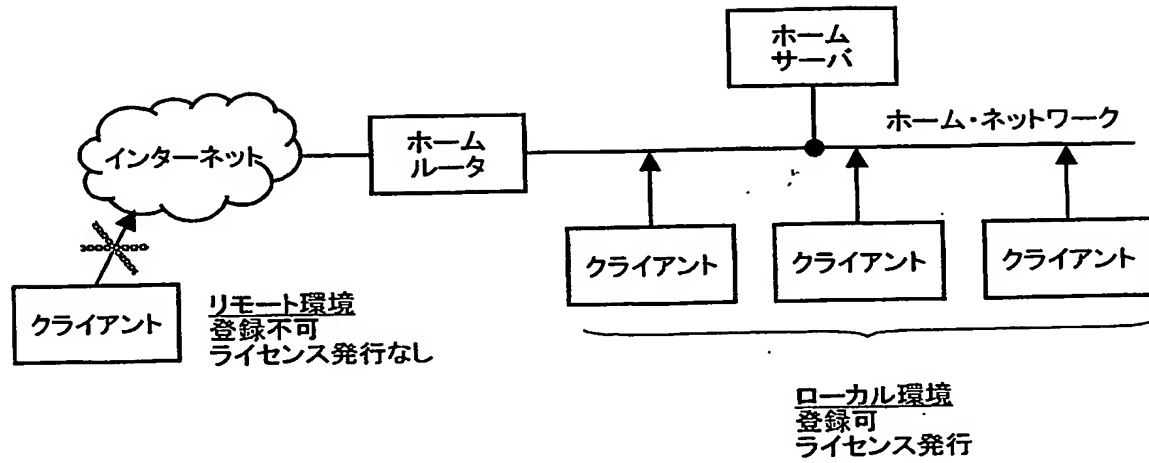 ホーム
サーバ
ホーム・ネットワーク
インターネット
ホーム
ルータ
クライアント
クライアント
クライアント
クライアント
リモート環境
登録不可
ライセンス発行なし
ローカル環境
登録可
ライセンス発行